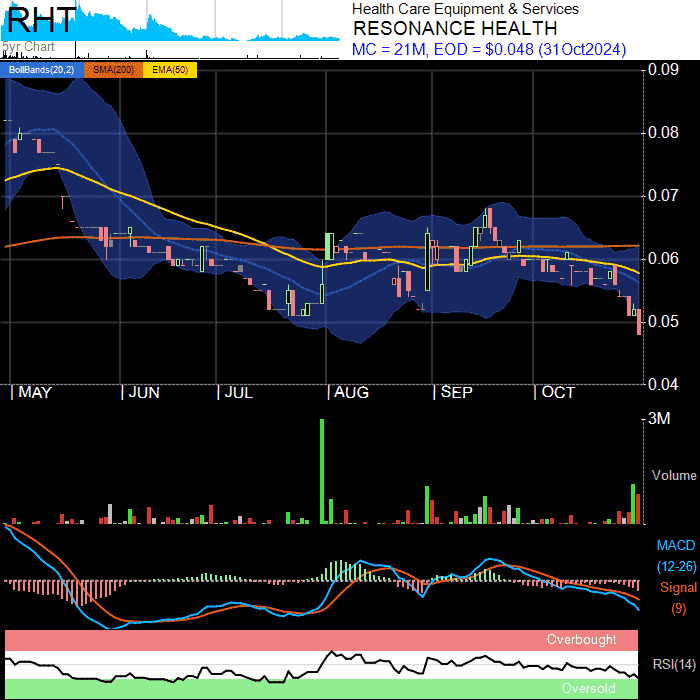 RHT
5yr Chart
Health Care Equipment & Services
RESONANCE HEALTH
MC = 21M, EOD = $0.048 (31Oct2024)
BollBands(20,2) SMA(200) EMA(50)
0.09
0.08
0.07
0.06
0.05
0.04
MAY JUN JUL AUG SEP OCT
3M
Volume
MACD
(12-26)
Signal
(9)
Overbought
RSI(14)
Oversold